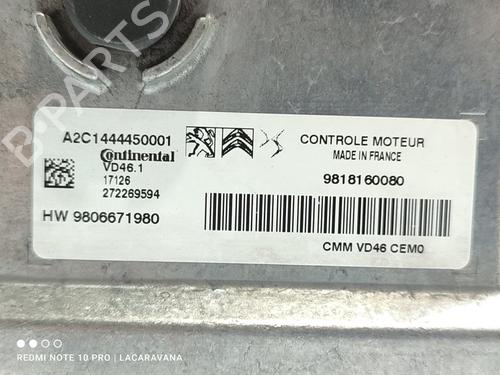 B-PARTS
A2C1444450001
Continental
VD46.1
17126
272269594
HW 9806671980
CONTROLE MOTEUR
MADE IN FRANCE
9818160080
CMM VD46 CEM0
REDMI NOTE 10 PRO | LACARAVANA